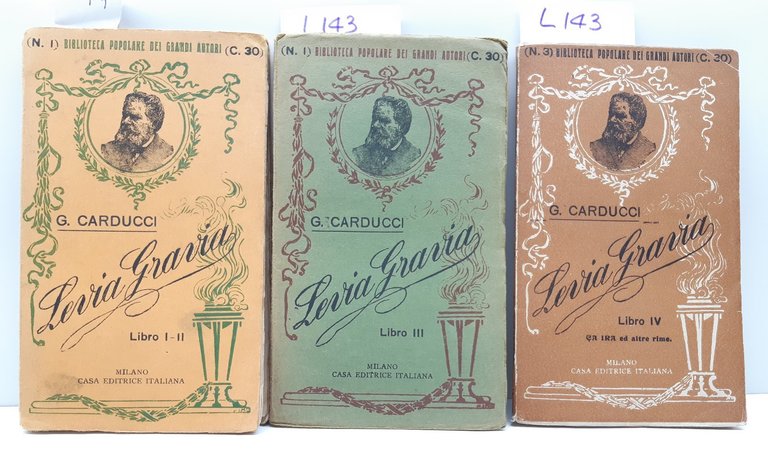 L 143
L 143
(N. 1) BIBLIOTECA POPOLARE DEI GRANDI AUTORI (C. 30)
G. CARDUCCI
Levia Gravia
Libro I-II
MILANO
CASA EDITRICE ITALIANA
(N. 1) BIBLIOTECA POPOLARE DEI GRANDI AUTORI (C. 30)
G. CARDUCCI
Levia Gravia
Libro III
MILANO
CASA EDITRICE ITALIANA
(N. 3) BIBLIOTECA POPOLARE DEI GRANDI AUTORI (C. 30)
G. CARDUCCI
Levia Gravia
Libro IV
ÇA IRA ed altre rime.
MILANO
CASA EDITRICE ITALIANA